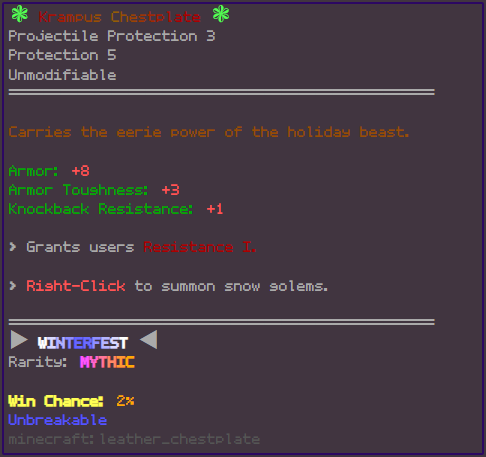 ❃ Krampus Chestplate ❃
Projectile Protection 3
Protection 5
Unmodifiable
Carries the eerie power of the holiday beast.
Armor: +8
Armor Toughness: +3
Knockback Resistance: +1
> Grants users Resistance I.
> Right-Click to summon snow golems.
▶ WINTERFEST ◀
Rarity: MYTHIC
Win Chance: 2%
Unbreakable
minecraft:leather_chestplate